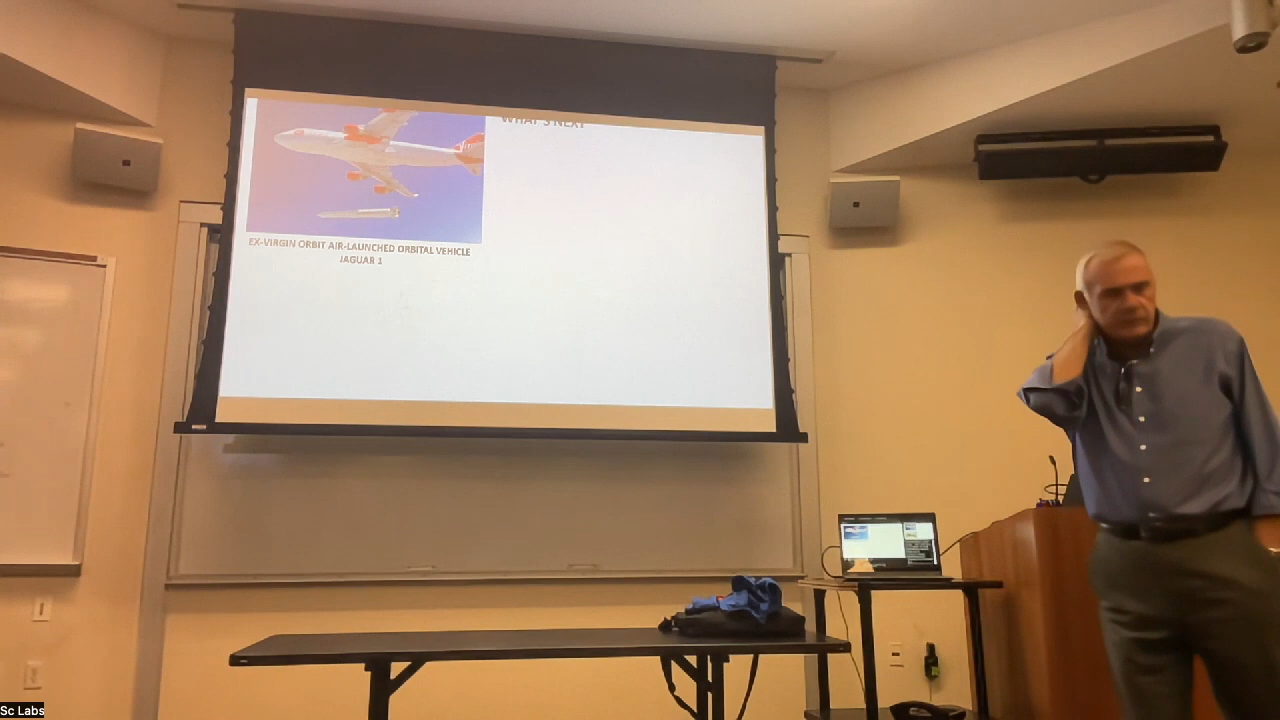 WHAT'S NEXT
EX-VIRGIN ORBIT AIR-LAUNCHED ORBITAL VEHICLE
JAGUAR 1
Sc Labs